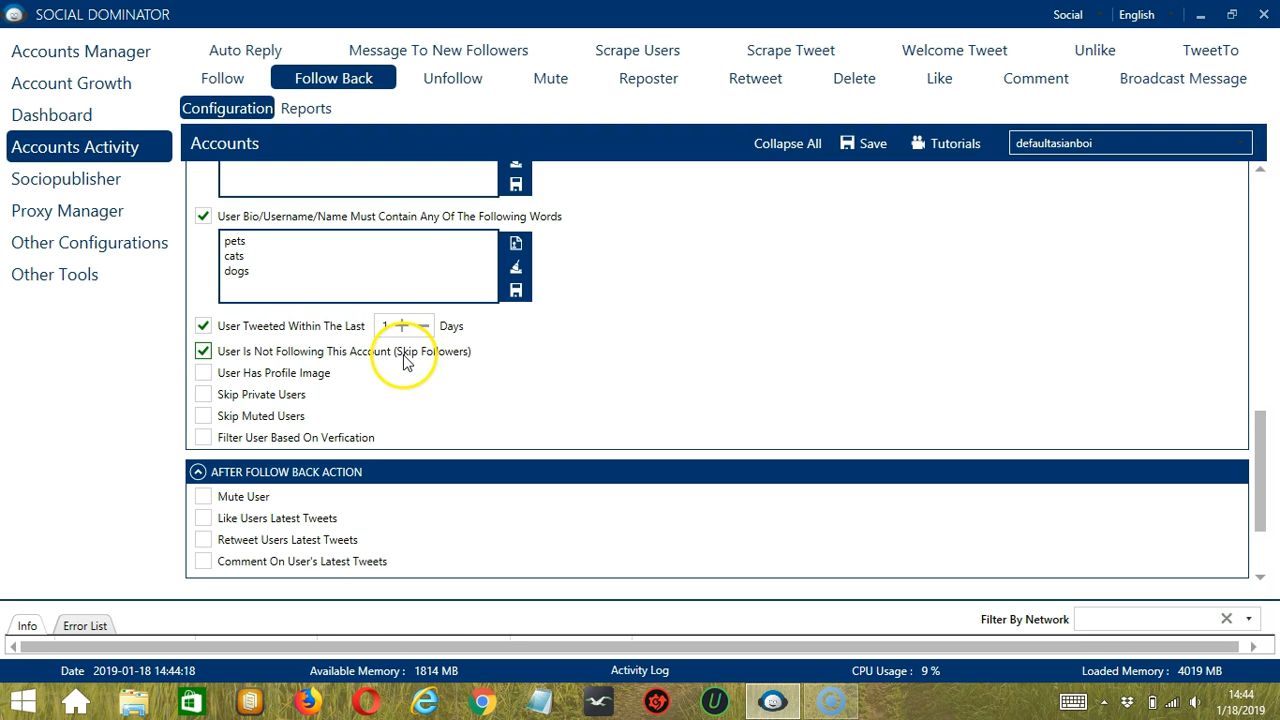 SOCIAL DOMINATOR
Social
English
Accounts Manager
Account Growth
Dashboard
Accounts Activity
Sociopublisher
Proxy Manager
Other Configurations
Other Tools
Auto Reply
Message To New Followers
Scrape Users
Scrape Tweet
Welcome Tweet
Unlike
TweetTo
Follow
Follow Back
Unfollow
Mute
Reposter
Retweet
Delete
Like
Comment
Broadcast Message
Configuration
Reports
Accounts
Collapse All
Save
Tutorials
defaultasianboi
User Bio/Username/Name Must Contain Any Of The Following Words
pets
cats
dogs
User Tweeted Within The Last 1 Days
User Is Not Following This Account (Skip Followers)
User Has Profile Image
Skip Private Users
Skip Muted Users
Filter User Based On Verfication
AFTER FOLLOW BACK ACTION
Mute User
Like Users Latest Tweets
Retweet Users Latest Tweets
Comment On User's Latest Tweets
Info
Error List
Filter By Network
Date 2019-01-18 14:44:18
Available Memory : 1814 MB
Activity Log
CPU Usage : 9 %
Loaded Memory : 4019 MB
14:44
1/18/2019